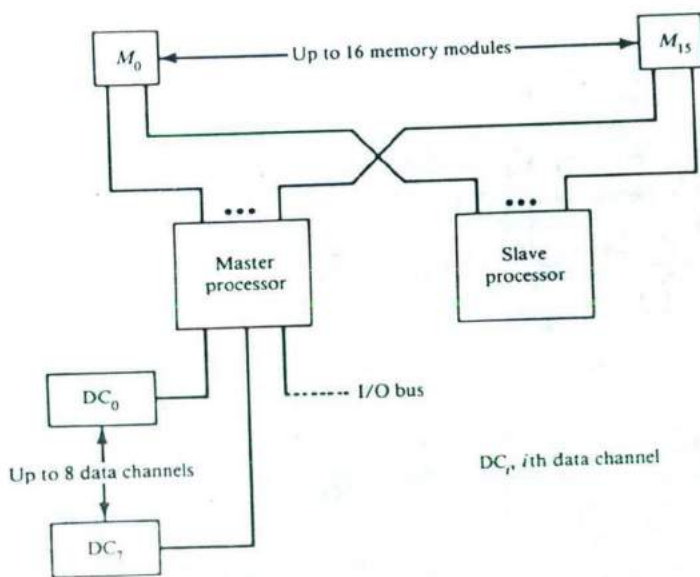 M₀
Up to 16 memory modules
M₁₅
•••
•••
Master
processor
Slave
processor
DC₀
I/O bus
Up to 8 data channels
DCᵢ, ith data channel
DC₇